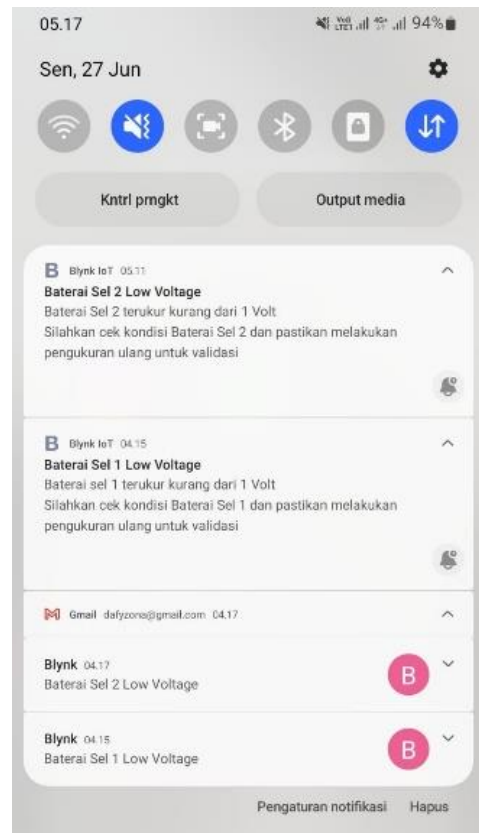 05.17
94%
Sen, 27 Jun
Kntrl prngkt
Output media
Blynk IoT 05.11
Baterai Sel 2 Low Voltage
Baterai Sel 2 terukur kurang dari 1 Volt
Silahkan cek kondisi Baterai Sel 2 dan pastikan melakukan
pengukuran ulang untuk validasi
Blynk IoT 04.15
Baterai Sel 1 Low Voltage
Baterai sel 1 terukur kurang dari 1 Volt
Silahkan cek kondisi Baterai Sel 1 dan pastikan melakukan
pengukuran ulang untuk validasi
Gmail dafyzona@gmail.com 04.17
Blynk 04.17
Baterai Sel 2 Low Voltage
B
Blynk 04.15
Baterai Sel 1 Low Voltage
B
Pengaturan notifikasi Hapus